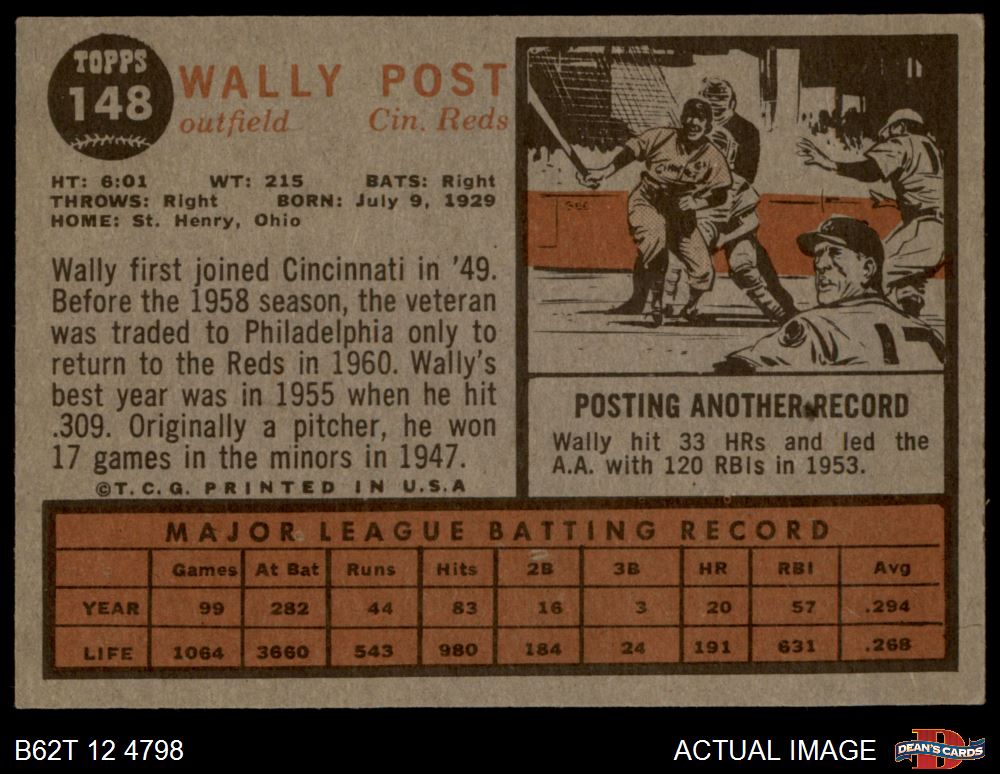 TOPPS
148
WALLY POST
outfield Cin. Reds
HT: 6:01 WT: 215 BATS: Right
THROWS: Right BORN: July 9, 1929
HOME: St. Henry, Ohio
Wally first joined Cincinnati in '49.
Before the 1958 season, the veteran
was traded to Philadelphia only to
return to the Reds in 1960. Wally's
best year was in 1955 when he hit
.309. Originally a pitcher, he won
17 games in the minors in 1947.
©T.C.G. PRINTED IN U.S.A
17
POSTING ANOTHER RECORD
Wally hit 33 HRs and led the
A.A. with 120 RBIs in 1953.
MAJOR LEAGUE BATTING RECORD
Games At Bat Runs Hits 2B 3B HR RBI Avg
YEAR 99 282 44 83 16 3 20 57 .294
LIFE 1064 3660 543 980 184 24 191 631 .268
B62T 12 4798
ACTUAL IMAGE
DEAN'S CARDS